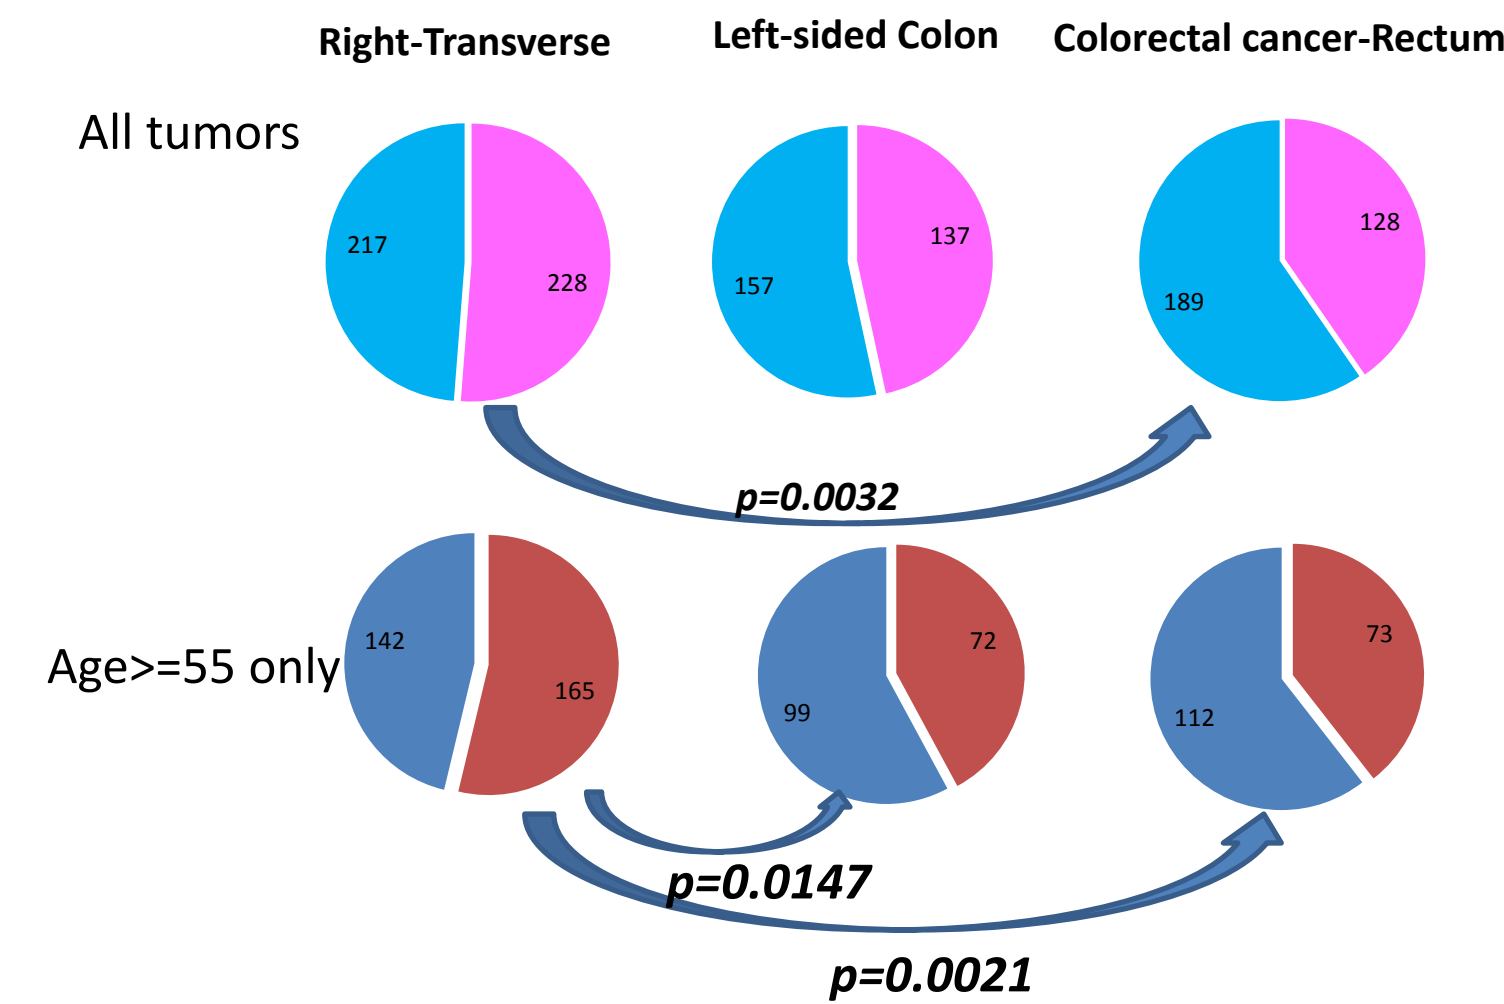 Right-Transverse
Left-sided Colon
Colorectal cancer-Rectum
All tumors
217
228
157
137
189
128
p=0.0032
Age>=55 only
142
165
99
72
112
73
p=0.0147
p=0.0021